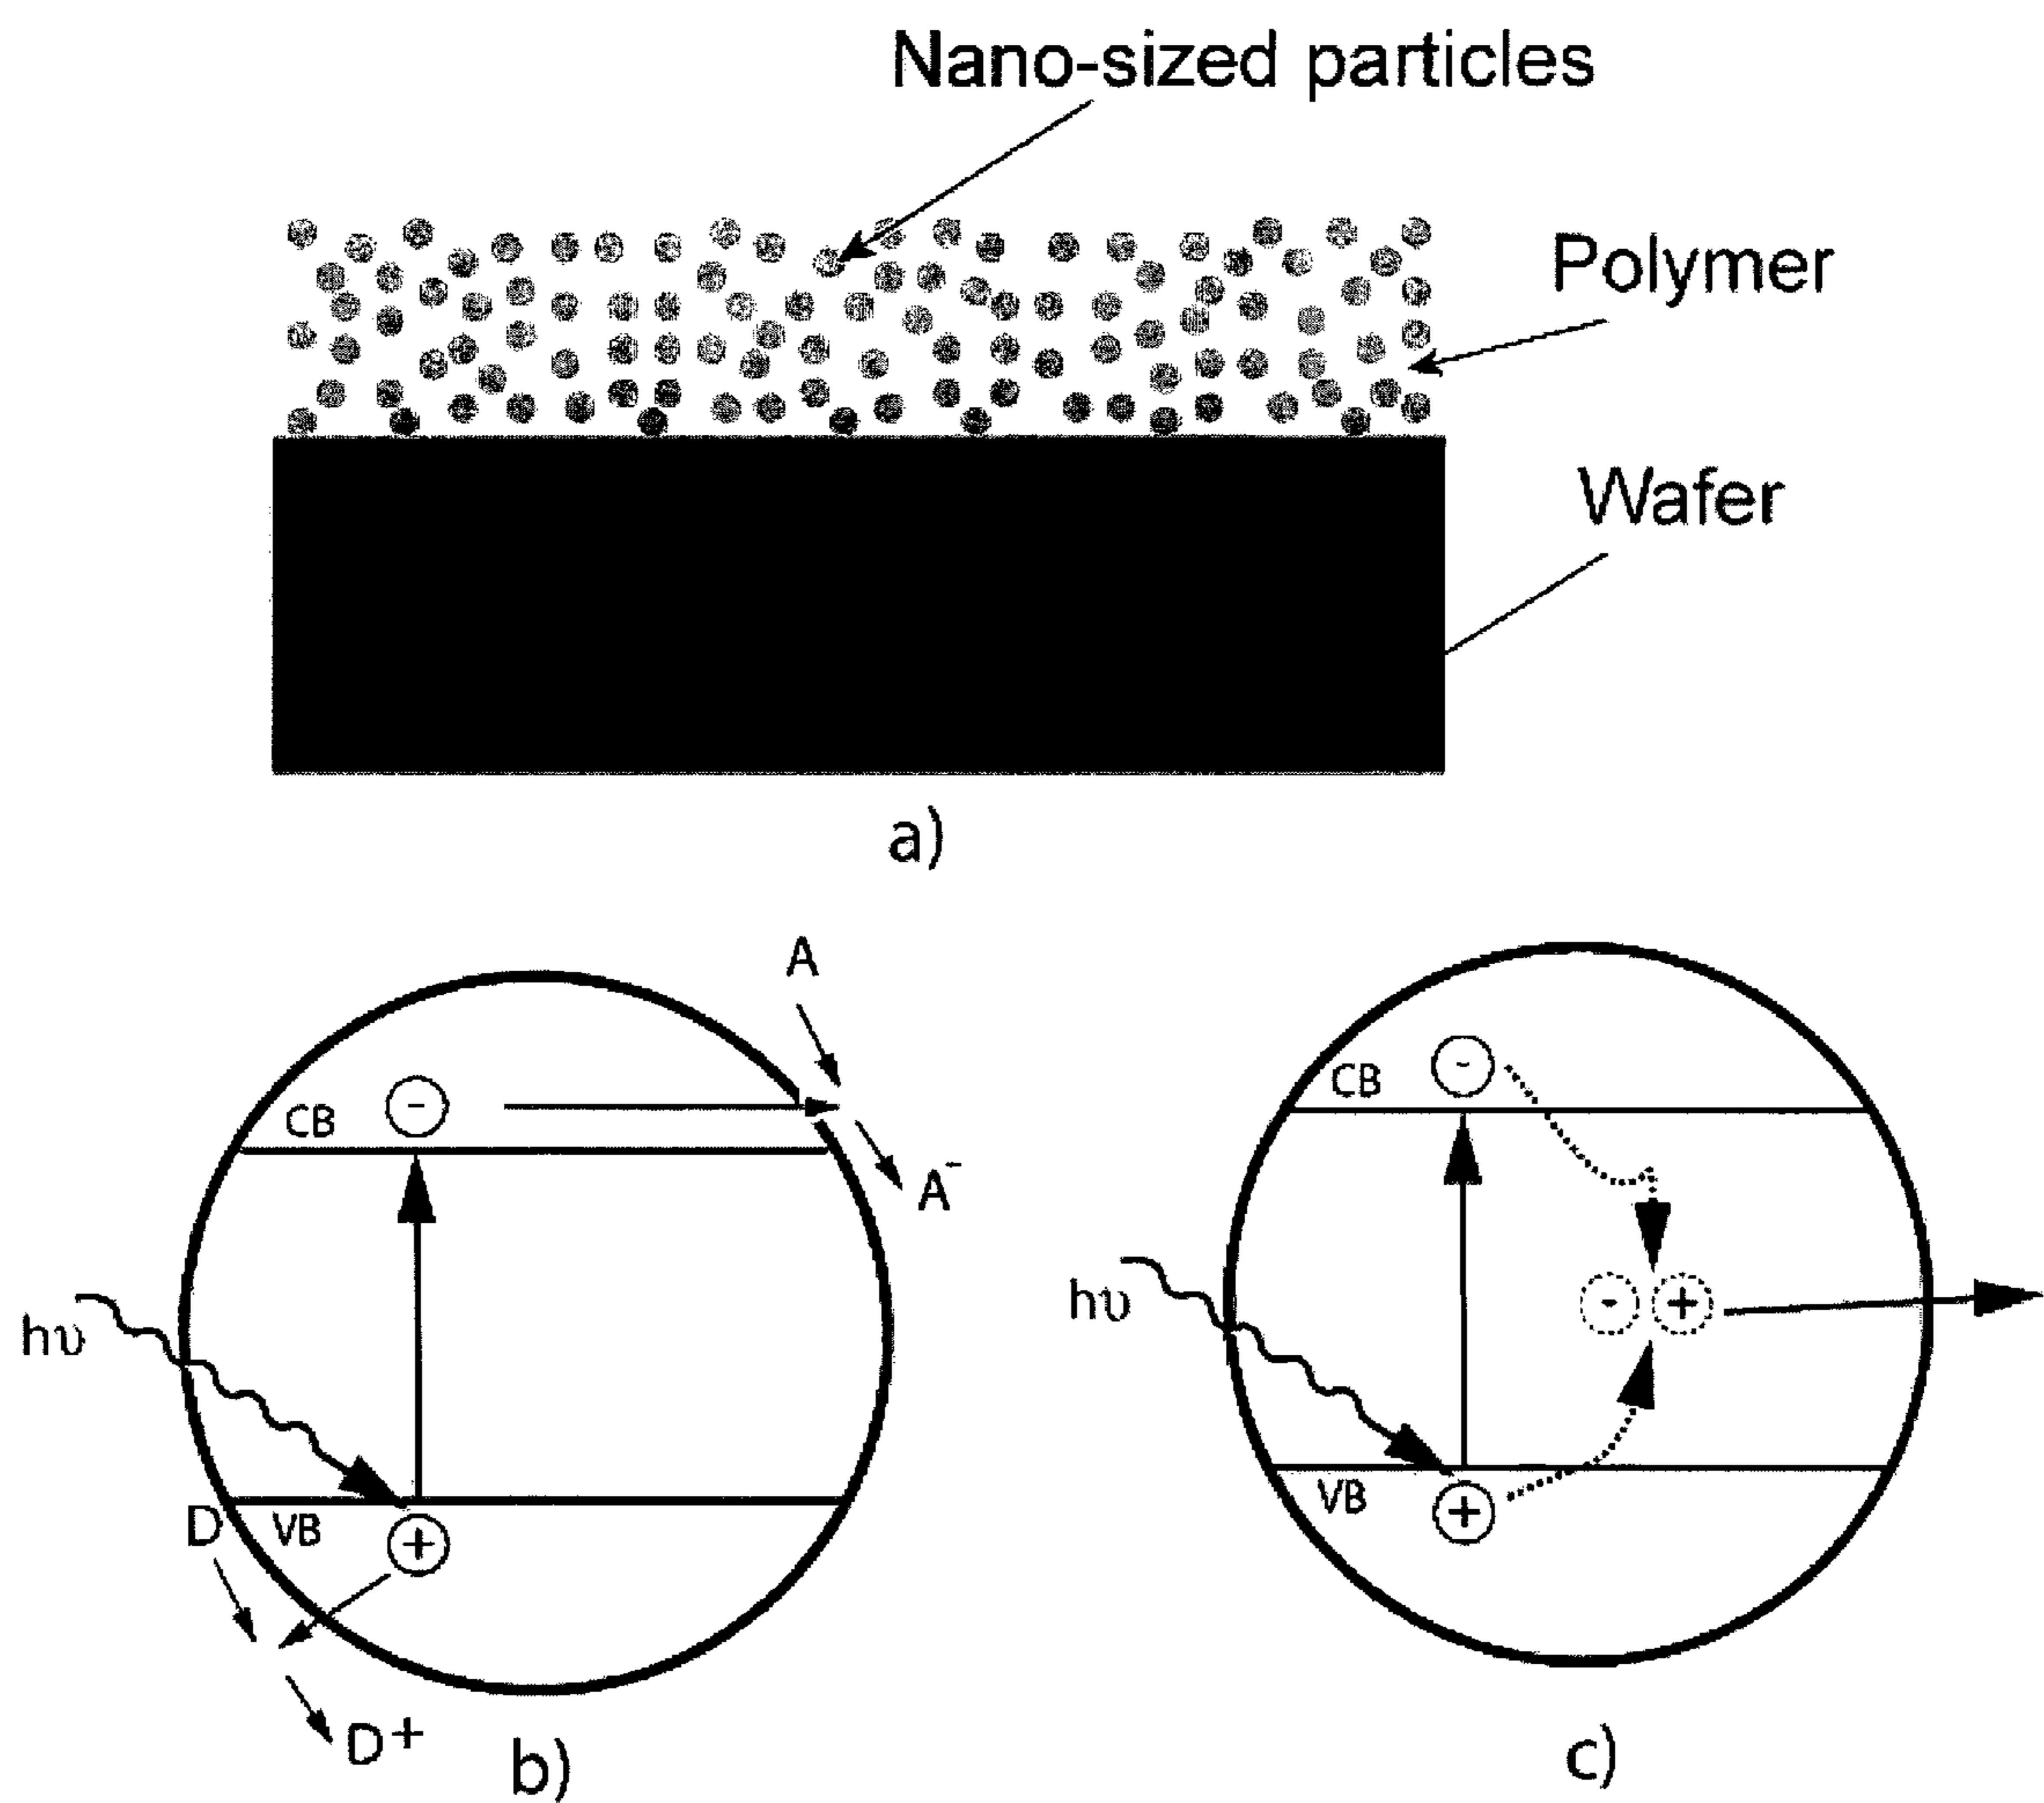 Nano-sized particles
Polymer
Wafer
a)
A
CB
-
A⁻
hυ
D
VB
+
D+
b)
CB
-
hυ
- +
VB
+
c)